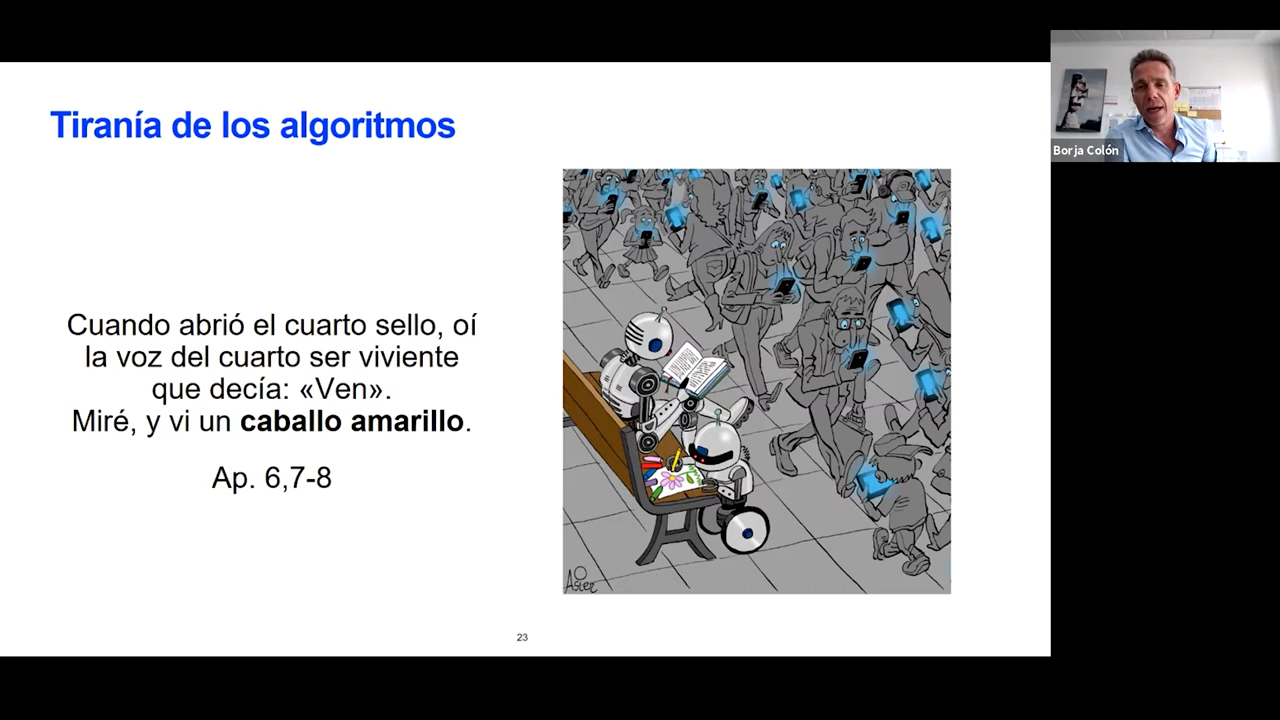 Tiranía de los algoritmos
Cuando abrió el cuarto sello, oí
la voz del cuarto ser viviente
que decía: «Ven».
Miré, y vi un caballo amarillo.
Ap. 6,7-8
Aster
23
Borja Colón